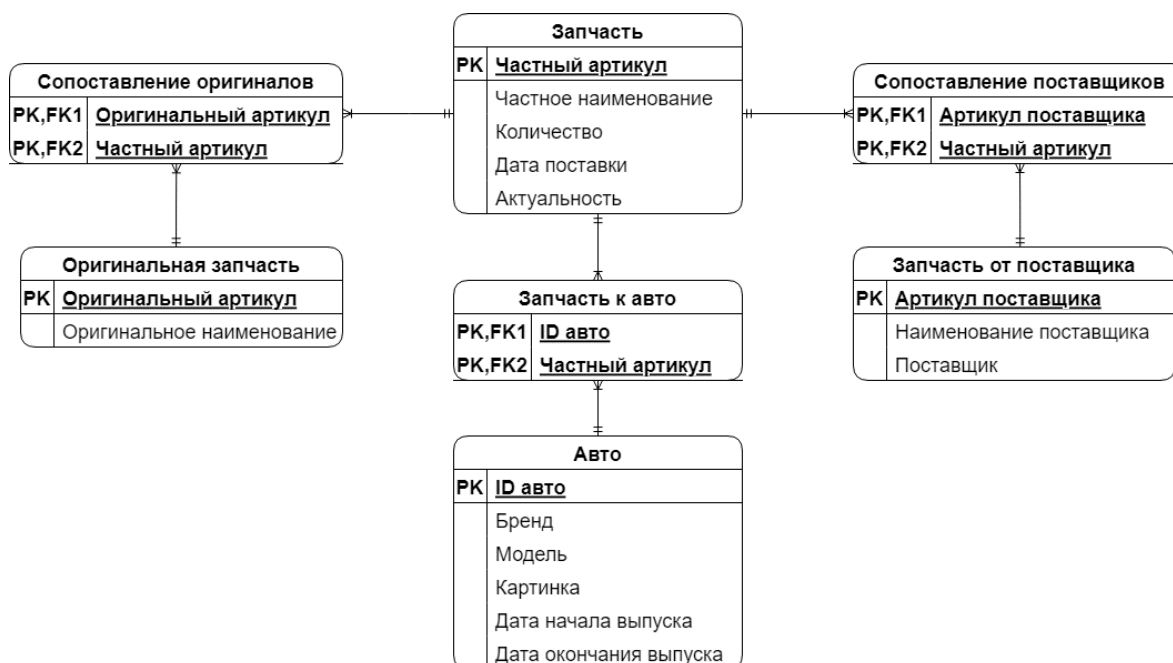 Запчасть
PK Частный артикул
Частное наименование
Количество
Дата поставки
Актуальность
Сопоставление оригиналов
PK,FK1 Оригинальный артикул
PK,FK2 Частный артикул
Сопоставление поставщиков
PK,FK1 Артикул поставщика
PK,FK2 Частный артикул
Оригинальная запчасть
PK Оригинальный артикул
Оригинальное наименование
Запчасть к авто
PK,FK1 ID авто
PK,FK2 Частный артикул
Запчасть от поставщика
PK Артикул поставщика
Наименование поставщика
Поставщик
Авто
PK ID авто
Бренд
Модель
Картинка
Дата начала выпуска
Дата окончания выпуска